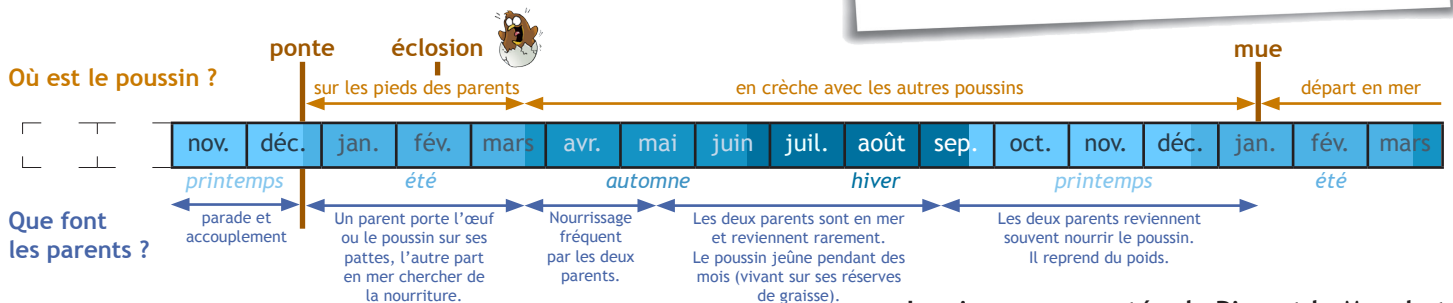 ponte
éclosion
mue
Où est le poussin ?
sur les pieds des parents
en crèche avec les autres poussins
départ en mer
nov. déc. jan. fév. mars avr. mai juin juil. août sep. oct. nov. déc. jan. fév. mars
printemps été automne hiver printemps été
Que font
les parents ?
parade et
accouplement
Un parent porte l’œuf
ou le poussin sur ses
pattes, l’autre part
en mer chercher de
la nourriture.
Nourrissage
fréquent
par les deux
parents.
Les deux parents sont en mer
et reviennent rarement.
Le poussin jeûne pendant des
mois (vivant sur ses réserves
de graisse).
Les deux parents reviennent
souvent nourrir le poussin.
Il reprend du poids.